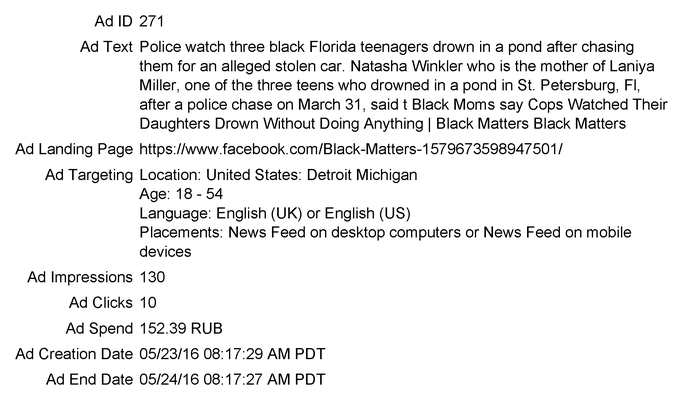 Ad ID 271
Ad Text Police watch three black Florida teenagers drown in a pond after chasing
them for an alleged stolen car. Natasha Winkler who is the mother of Laniya
Miller, one of the three teens who drowned in a pond in St. Petersburg, Fl,
after a police chase on March 31, said t Black Moms say Cops Watched Their
Daughters Drown Without Doing Anything | Black Matters Black Matters
Ad Landing Page https://www.facebook.com/Black-Matters-1579673598947501/
Ad Targeting Location: United States: Detroit Michigan
Age: 18 - 54
Language: English (UK) or English (US)
Placements: News Feed on desktop computers or News Feed on mobile
devices
Ad Impressions 130
Ad Clicks 10
Ad Spend 152.39 RUB
Ad Creation Date 05/23/16 08:17:29 AM PDT
Ad End Date 05/24/16 08:17:27 AM PDT